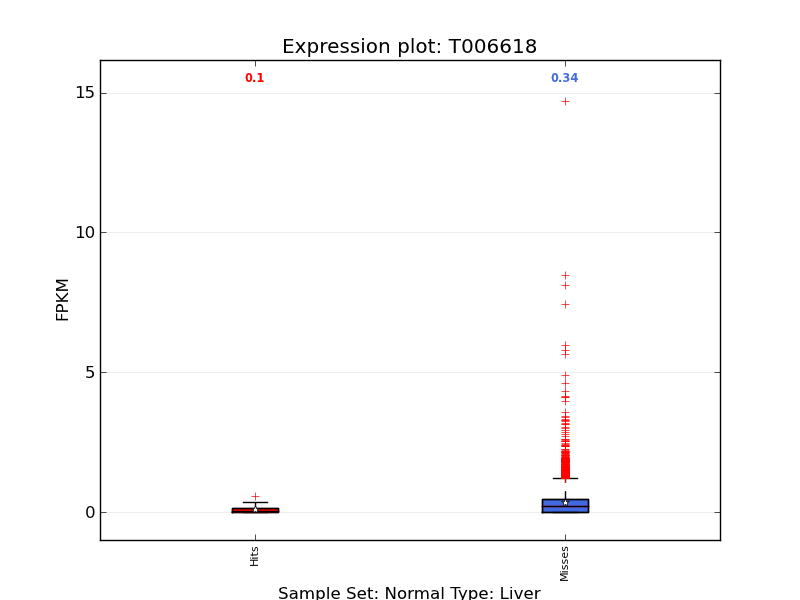 Expression plot: T006618
0.1
0.34
15
10
5
0
FPKM
Hits
Misses
Sample Set: Normal Type: Liver